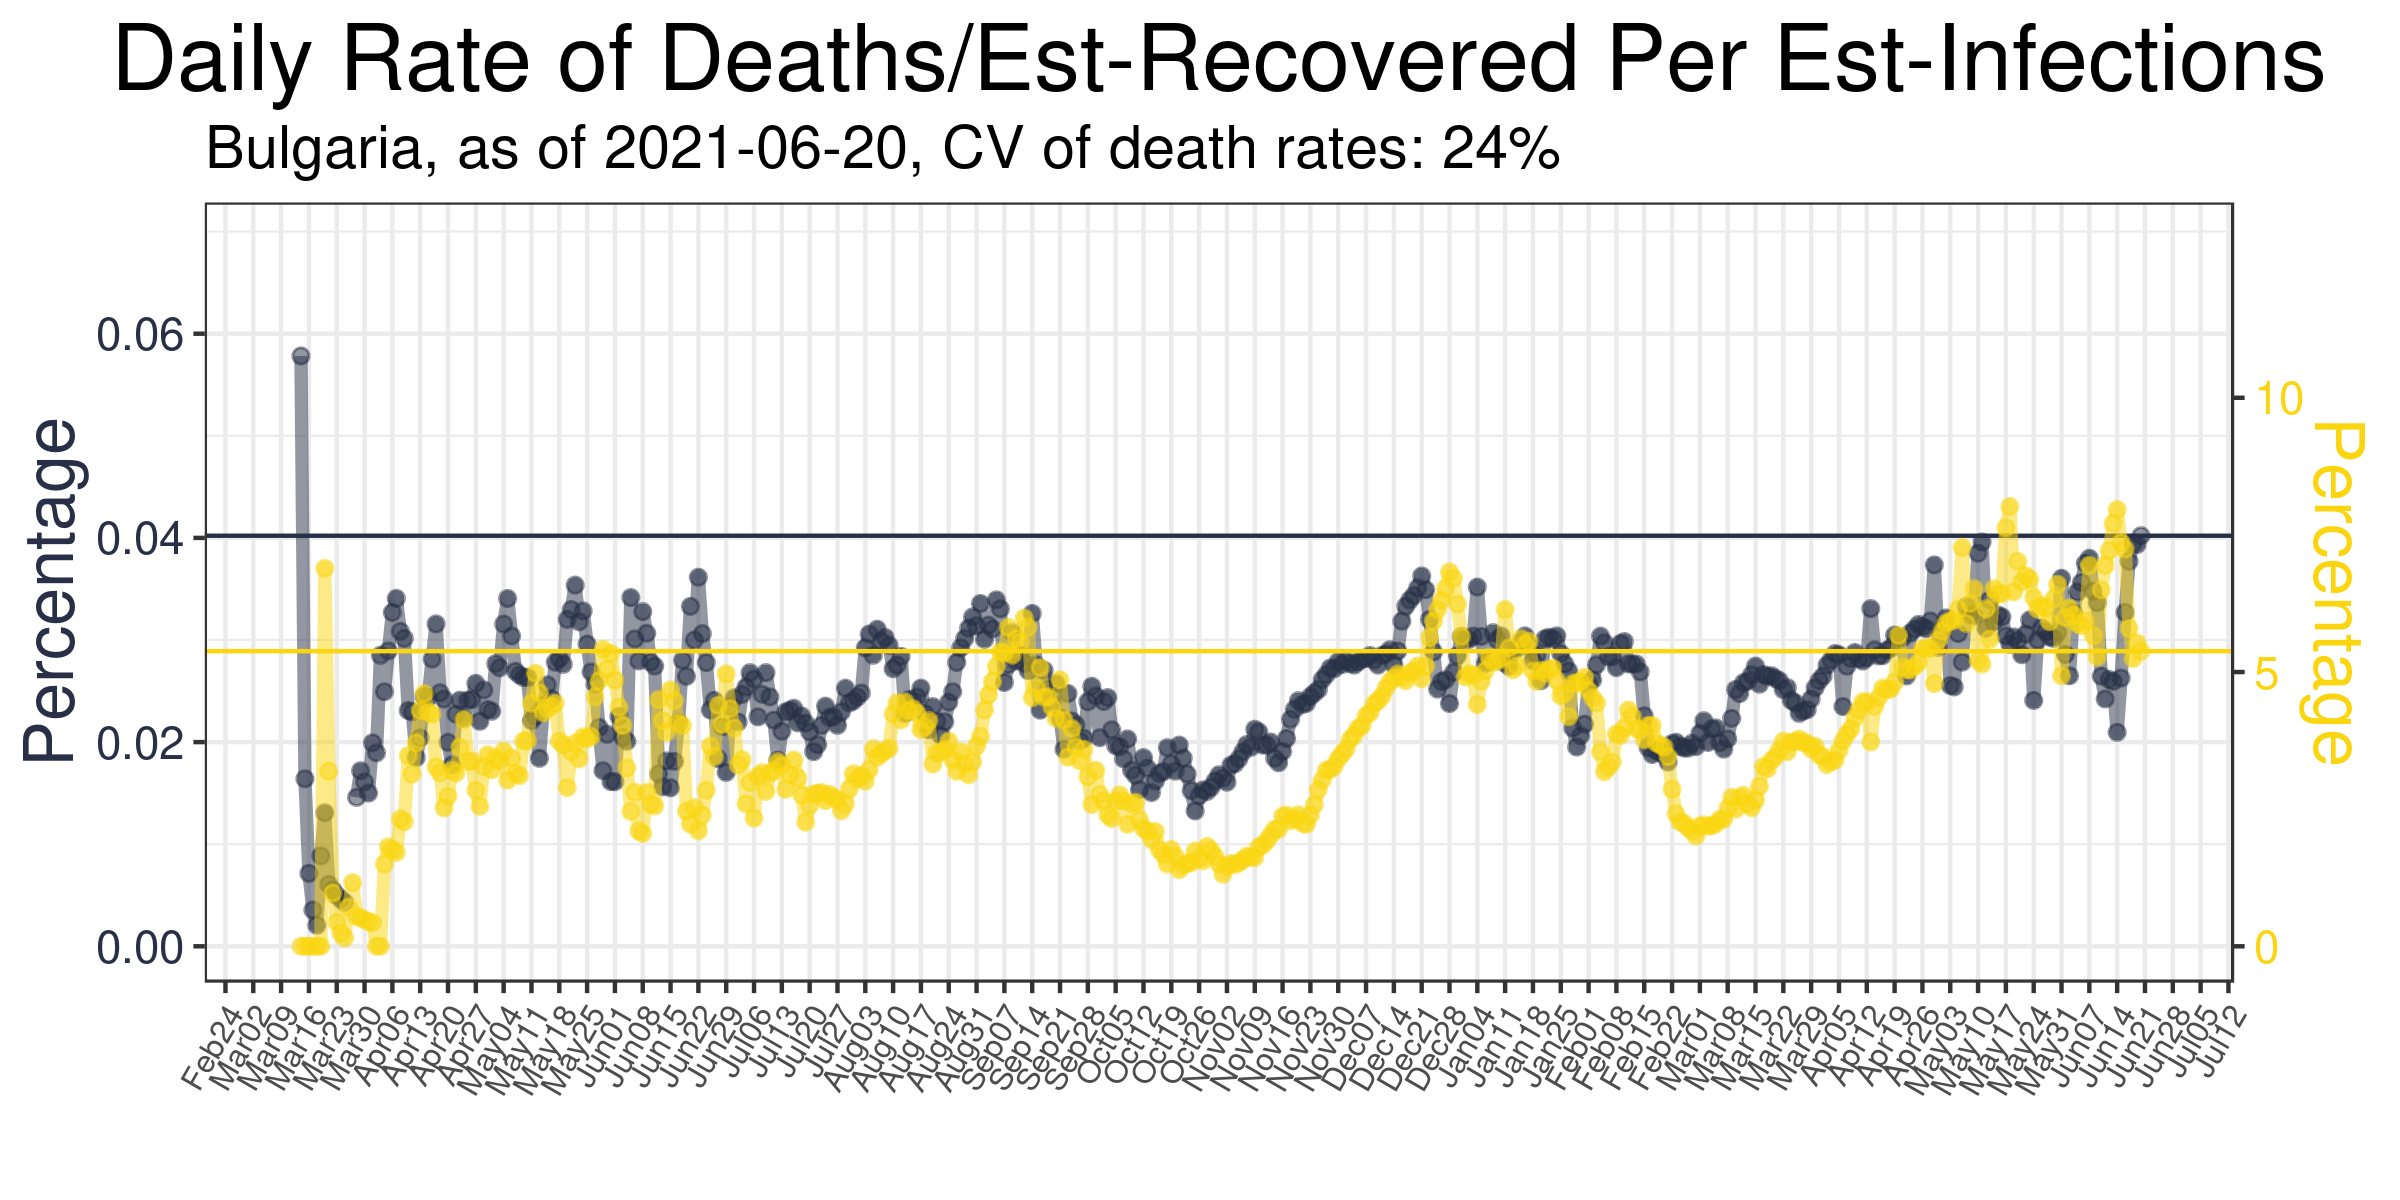 Daily Rate of Deaths/Est-Recovered Per Est-Infections
Bulgaria, as of 2021-06-20, CV of death rates: 24%
Percentage
0.06
0.04
0.02
0.00
10
5
0
Percentage
Feb24
Mar02
Mar09
Mar16
Mar23
Mar30
Apr06
Apr13
Apr20
Apr27
May04
May11
May18
May25
Jun01
Jun08
Jun15
Jun22
Jun29
Jul06
Jul13
Jul20
Jul27
Aug03
Aug10
Aug17
Aug24
Aug31
Sep07
Sep14
Sep21
Sep28
Oct05
Oct12
Oct19
Oct26
Nov02
Nov09
Nov16
Nov23
Nov30
Dec07
Dec14
Dec21
Dec28
Jan04
Jan11
Jan18
Jan25
Feb01
Feb08
Feb15
Feb22
Mar01
Mar08
Mar15
Mar22
Mar29
Apr05
Apr12
Apr19
Apr26
May03
May10
May17
May24
May31
Jun07
Jun14
Jun21
Jun28
Jul05
Jul12